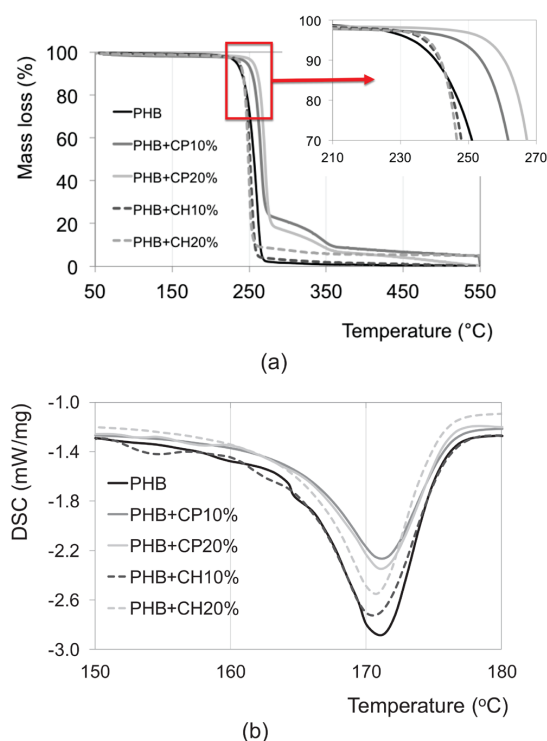 100
80
60
40
20
0
Mass loss (%)
PHB
PHB+CP10%
PHB+CP20%
PHB+CH10%
PHB+CH20%
50 150 250 350 450 550
Temperature (°C)
100
90
80
70
210 230 250 270
(a)
-1.0
-1.4
-1.8
-2.2
-2.6
-3.0
DSC (mW/mg)
PHB
PHB+CP10%
PHB+CP20%
PHB+CH10%
PHB+CH20%
150 160 170 180
Temperature (ºC)
(b)